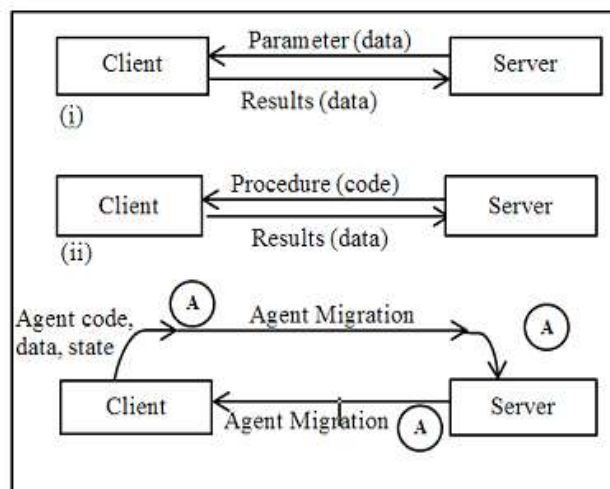 Parameter (data)
Client
Server
Results (data)
(i)
Procedure (code)
Client
Server
Results (data)
(ii)
A
Agent code,
data, state
Agent Migration
A
Client
Server
Agent Migration
A